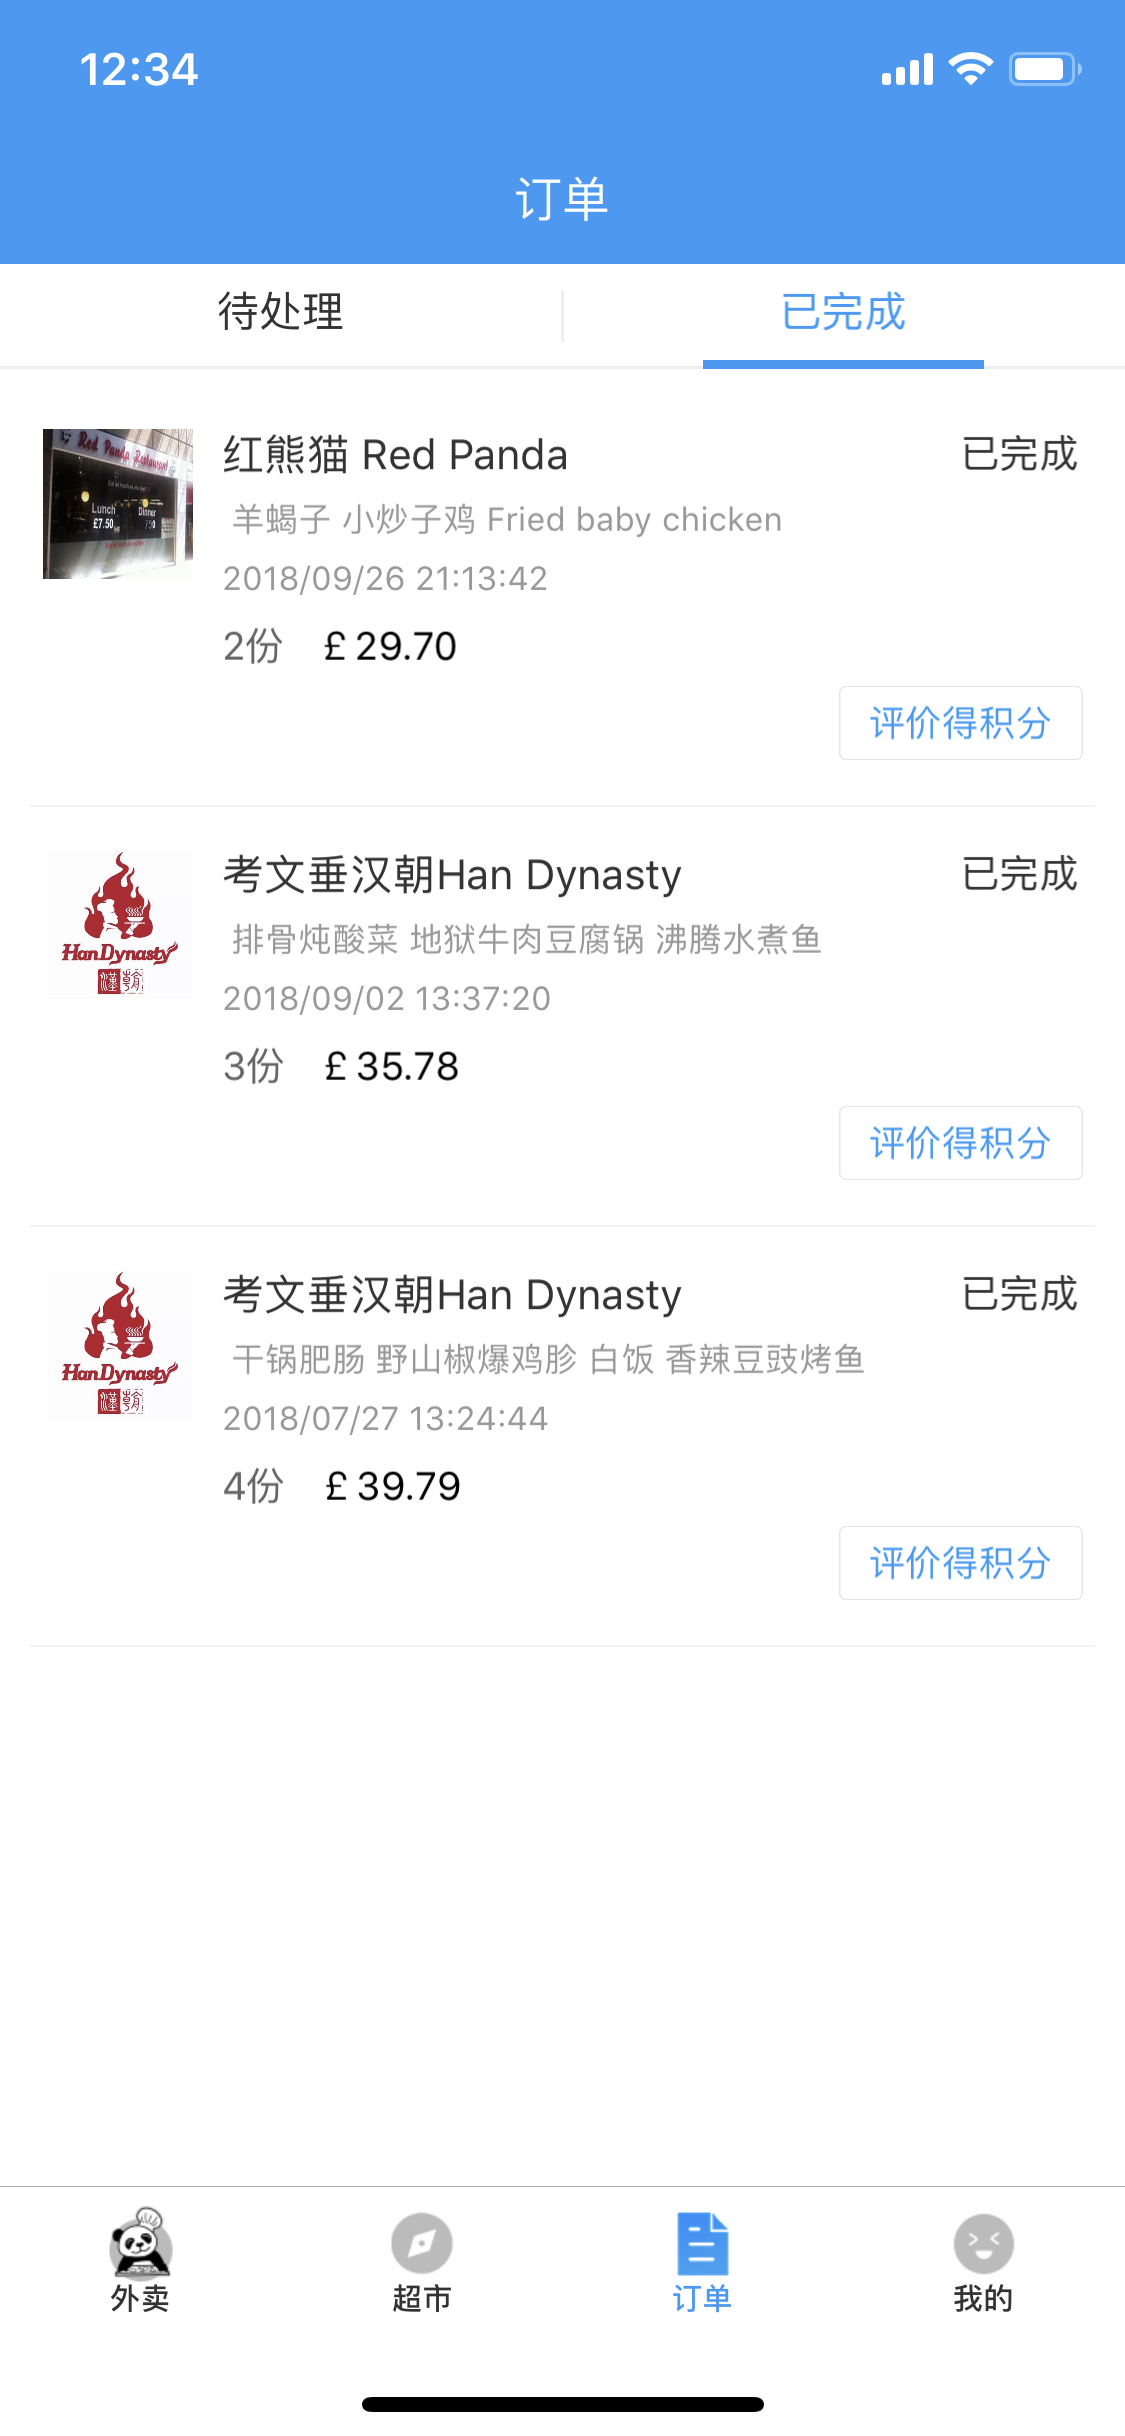 12:34
订单
待处理
已完成
红熊猫 Red Panda
已完成
Red Panda Restaurant
Lunch
£7.50
Dinner
羊蝎子 小炒子鸡 Fried baby chicken
2018/09/26 21:13:42
2份 £ 29.70
评价得积分
考文垂汉朝Han Dynasty
已完成
Han Dynasty
排骨炖酸菜 地狱牛肉豆腐锅 沸腾水煮鱼
2018/09/02 13:37:20
3份 £ 35.78
评价得积分
考文垂汉朝Han Dynasty
已完成
Han Dynasty
干锅肥肠 野山椒爆鸡胗 白饭 香辣豆豉烤鱼
2018/07/27 13:24:44
4份 £ 39.79
评价得积分
外卖
超市
订单
我的